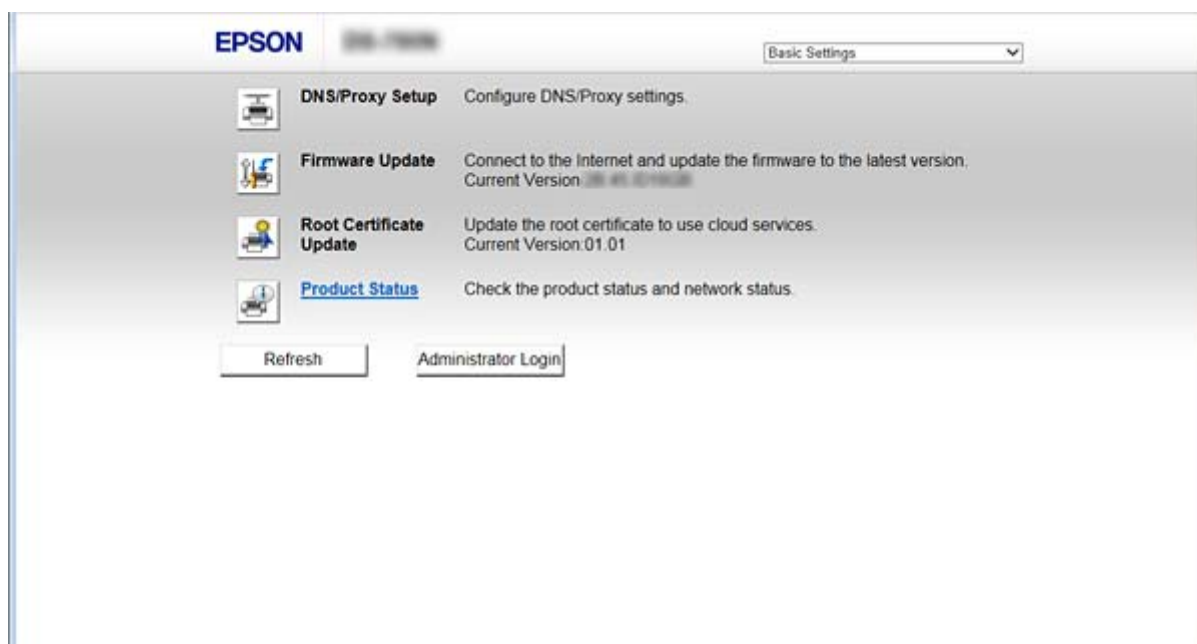 EPSON
Basic Settings
DNS/Proxy Setup Configure DNS/Proxy settings.
Firmware Update Connect to the Internet and update the firmware to the latest version.
Current Version:
Root Certificate Update the root certificate to use cloud services.
Update Current Version:01.01
Product Status Check the product status and network status.
Refresh Administrator Login